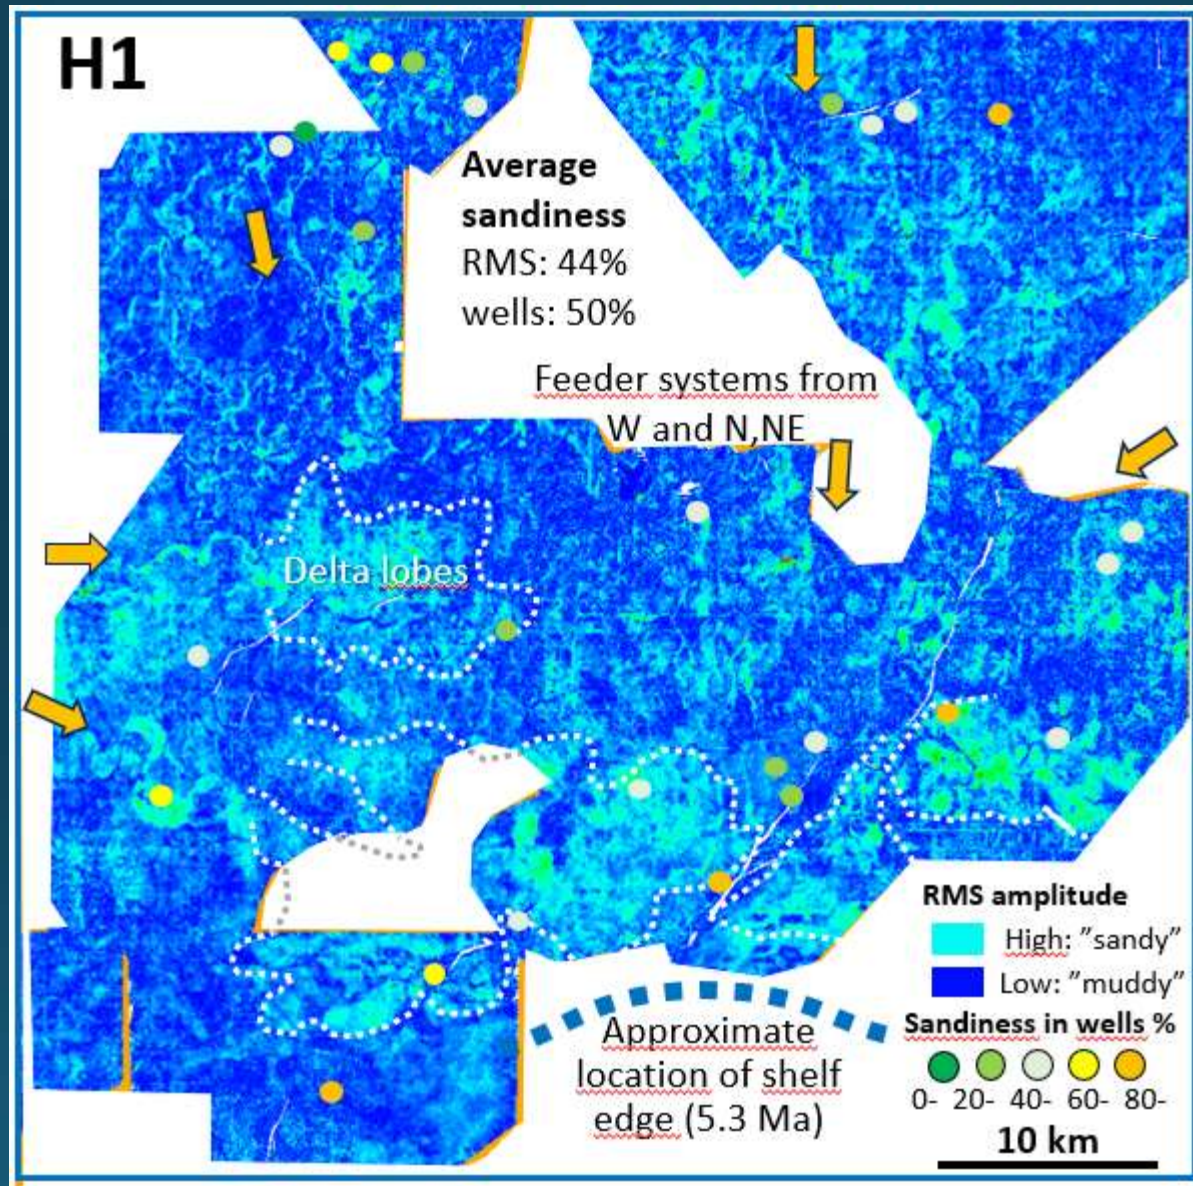 H1
Average
sandiness
RMS: 44%
wells: 50%
Feeder systems from
W and N,NE
Delta lobes
RMS amplitude
High: "sandy"
Low: "muddy"
Sandiness in wells %
0- 20- 40- 60- 80-
10 km
Approximate
location of shelf
edge (5.3 Ma)